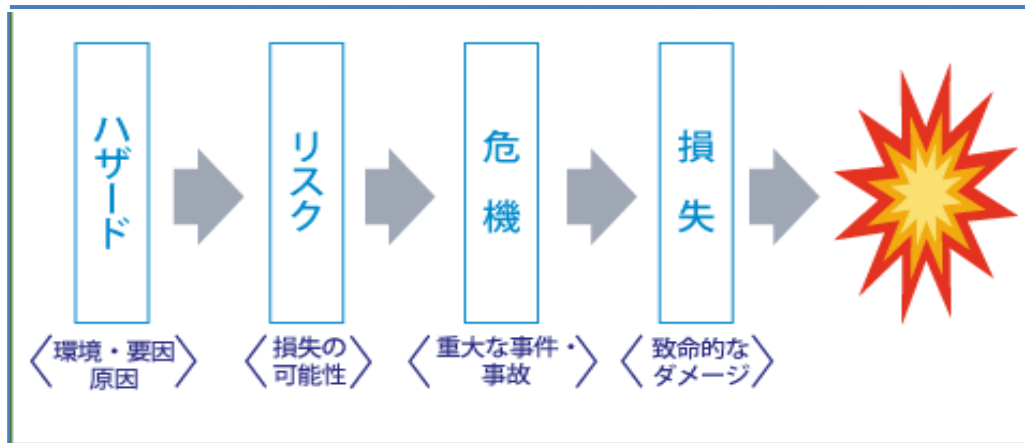 ハザード
リスク
危機
損失
〈環境・要因
原因〉
〈損失の
可能性〉
〈重大な事件・
事故〉
〈致命的な
ダメージ〉